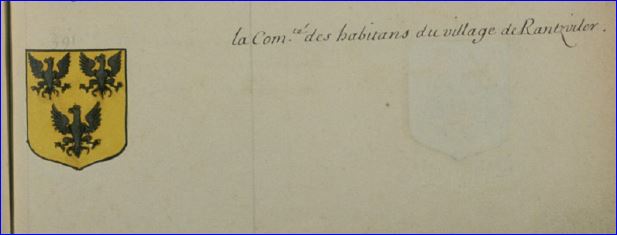 la Com.té des habitans du village de Rantzviler.